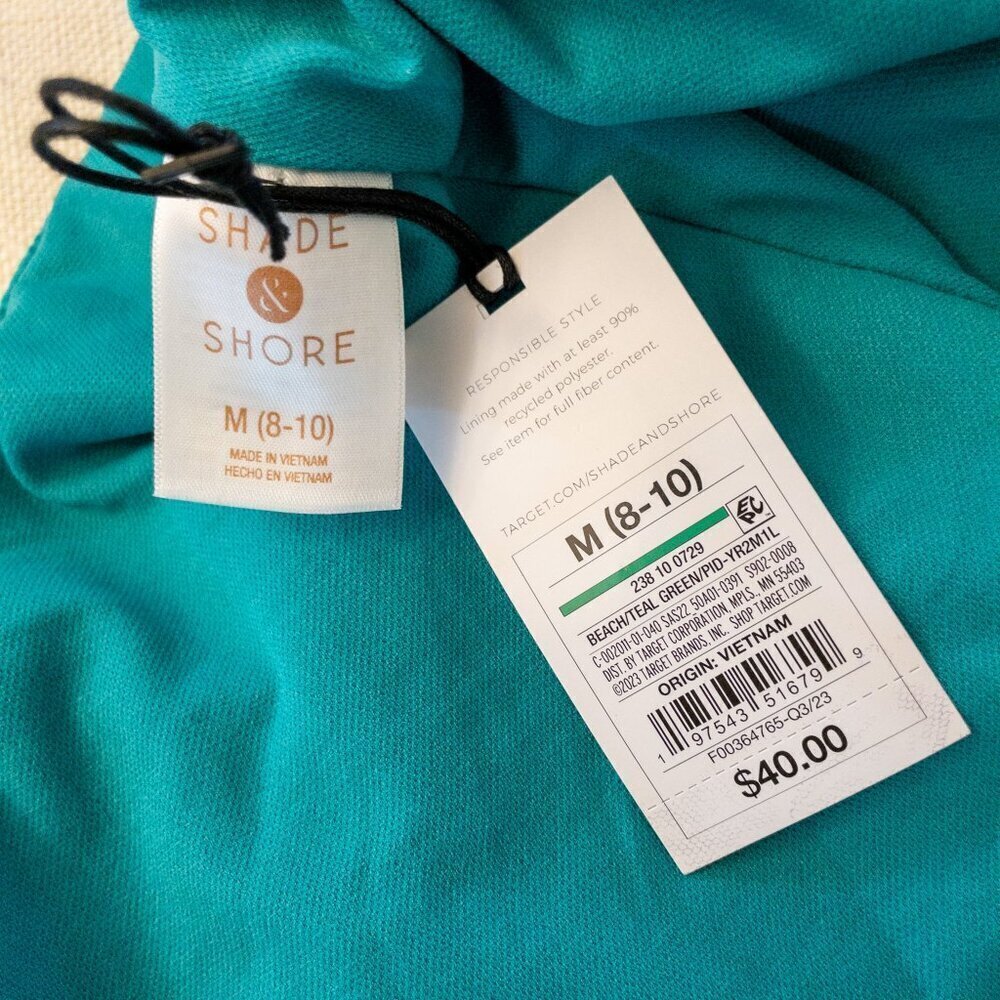 SHADE
&
SHORE
M (8-10)
MADE IN VIETNAM
HECHO EN VIETNAM
RESPONSIBLE STYLE
Lining made with at least 90%
recycled polyester.
See item for full fiber content.
TARGET.COM/SHADEANDSHORE
M (8-10)
EPC
238 10 0729
BEACH/TEAL GREEN/PID-YR2M1L
C-002011-01-040 SAS22 50A01-0391 S902-0008
DIST. BY TARGET CORPORATION, MPLS., MN 55403
©2023 TARGET BRANDS, INC. SHOP TARGET.COM
ORIGIN: VIETNAM
1 97543 51679 9
F00364765-Q3/23
$40.00